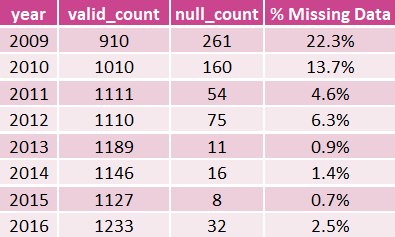 year valid_count null_count % Missing Data
2009 910 261 22.3%
2010 1010 160 13.7%
2011 1111 54 4.6%
2012 1110 75 6.3%
2013 1189 11 0.9%
2014 1146 16 1.4%
2015 1127 8 0.7%
2016 1233 32 2.5%